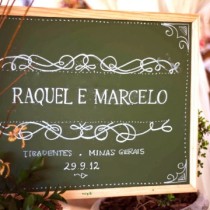 RAQUEL E MARCELO
TIRADENTES . MINAS GERAIS
29.9.12